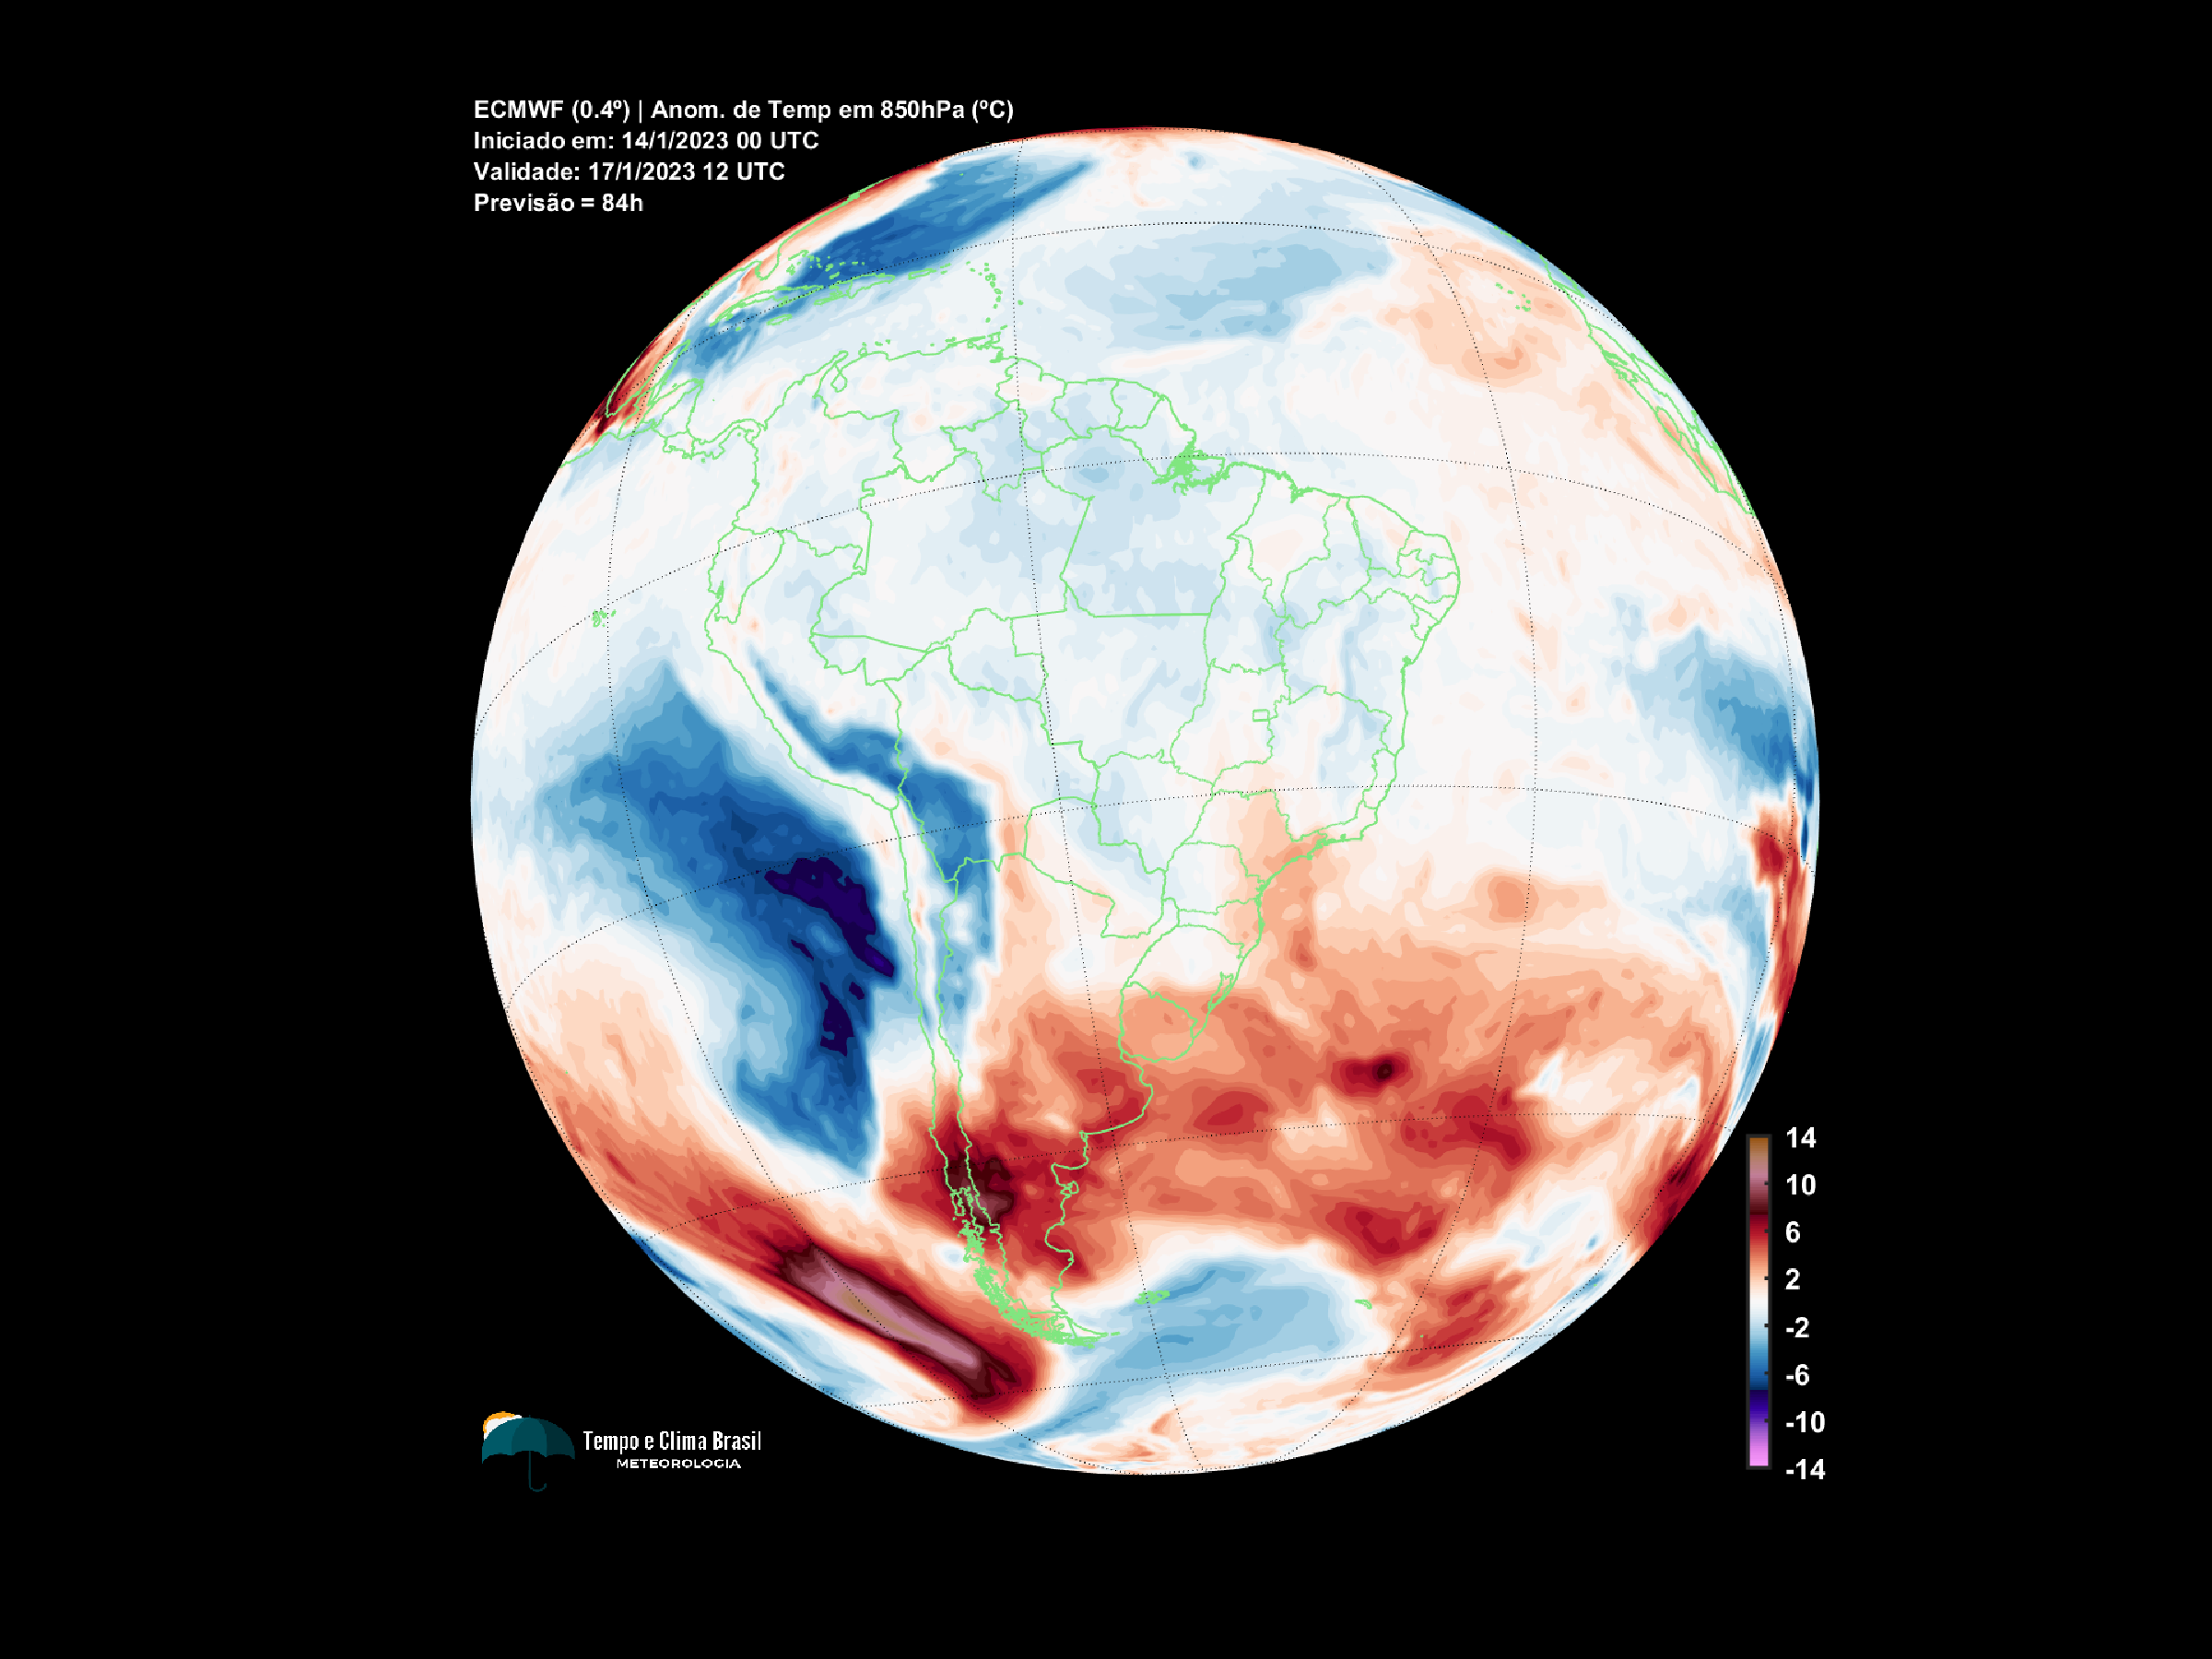 ECMWF (0.4º) | Anom. de Temp em 850hPa (ºC)
Iniciado em: 14/1/2023 00 UTC
Validade: 17/1/2023 12 UTC
Previsão = 84h
14
10
6
2
-2
-6
-10
-14
Tempo e Clima Brasil
METEOROLOGIA